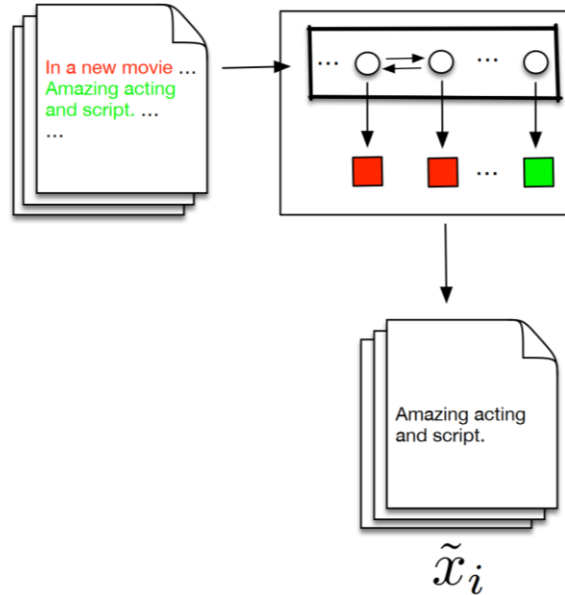 In a new movie ...
Amazing acting
and script. ...
...
... ...
...
Amazing acting
and script.
x̃ᵢ